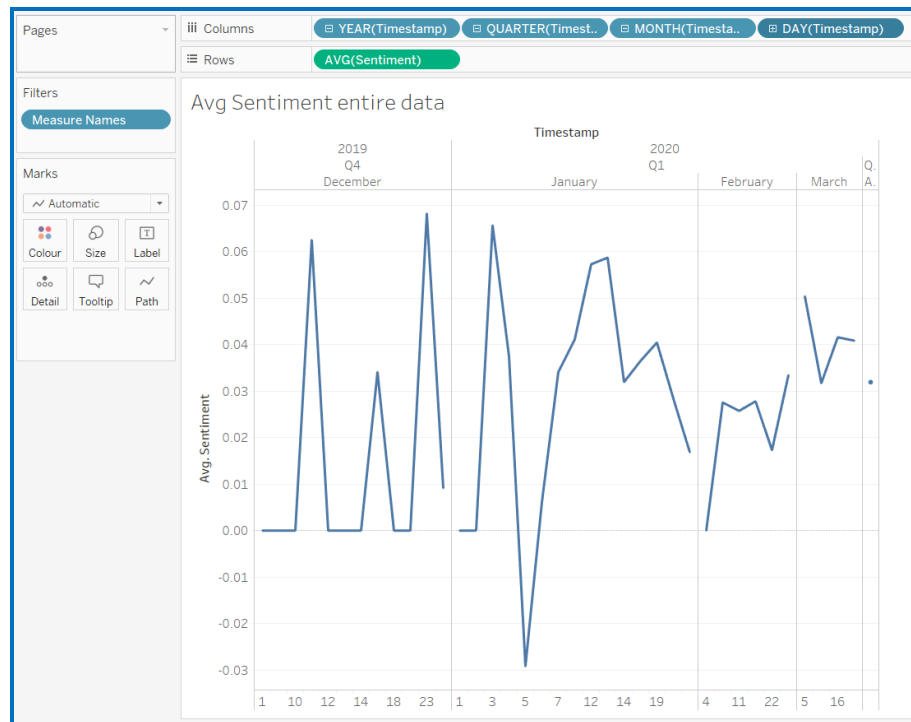 Pages
Columns
YEAR(Timestamp)
QUARTER(Timest..
MONTH(Timesta..
DAY(Timestamp)
Rows
AVG(Sentiment)
Filters
Measure Names
Marks
Automatic
Colour
Size
Label
Detail
Tooltip
Path
Avg Sentiment entire data
Timestamp
2019
2020
Q4
Q1
Q.
December
January
February
March
A.
Avg. Sentiment
0.07
0.06
0.05
0.04
0.03
0.02
0.01
0.00
-0.01
-0.02
-0.03
1 10 12 14 18 23 1 3 5 7 12 14 19 4 11 22 5 16